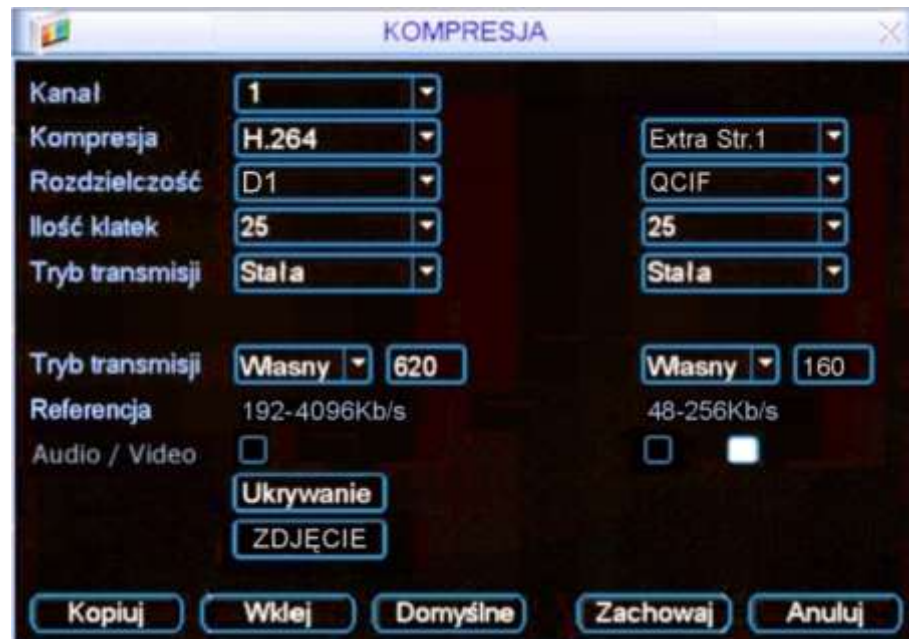 KOMPRESJA
Kanał 1
Kompresja H.264 Extra Str.1
Rozdzielczość D1 QCIF
Ilość klatek 25 25
Tryb transmisji Stała Stała
Tryb transmisji Własny 620 Własny 160
Referencja 192-4096Kb/s 48-256Kb/s
Audio / Video
Ukrywanie
ZDJĘCIE
Kopiuj Wklej Domyślne Zachowaj Anuluj